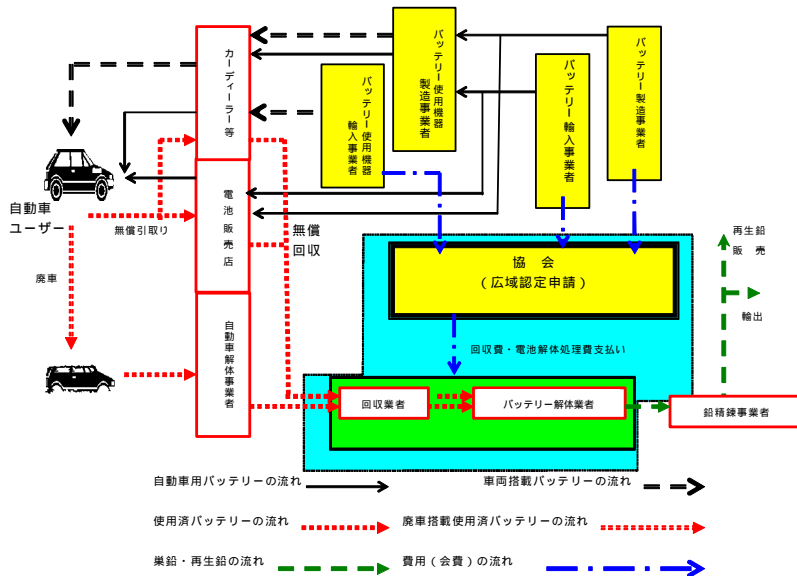 カーディーラー等
バッテリー使用機器
輸入事業者
バッテリー使用機器
製造事業者
バッテリー輸入事業者
バッテリー製造事業者
自動車
ユーザー
無償引取り
電池販売店
無償
回収
廃車
自動車解体事業者
協 会
(広域認定申請)
再生鉛
販 売
輸出
回収費・電池解体処理費支払い
回収業者
バッテリー解体業者
鉛精錬事業者
自動車用バッテリーの流れ
車両搭載バッテリーの流れ
使用済バッテリーの流れ
廃車搭載使用済バッテリーの流れ
巣鉛・再生鉛の流れ
費用(会費)の流れ